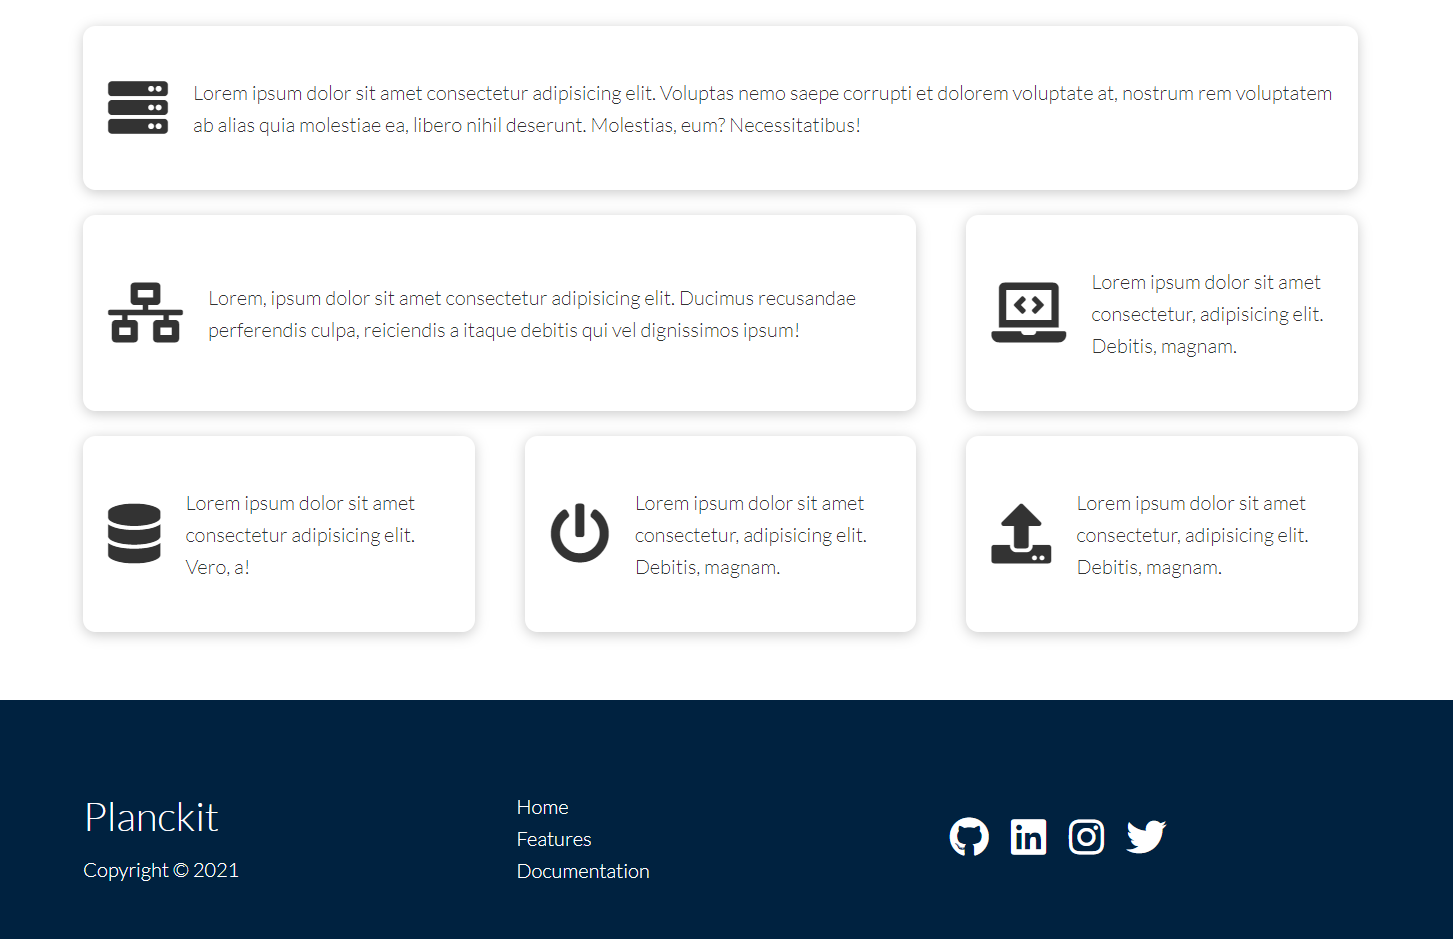 Lorem ipsum dolor sit amet consectetur adipisicing elit. Voluptas nemo saepe corrupti et dolorem voluptate at, nostrum rem voluptatem
ab alias quia molestiae ea, libero nihil deserunt. Molestias, eum? Necessitatibus!
Lorem, ipsum dolor sit amet consectetur adipisicing elit. Ducimus recusandae
perferendis culpa, reiciendis a itaque debitis qui vel dignissimos ipsum!
Lorem ipsum dolor sit amet
consectetur, adipisicing elit.
Debitis, magnam.
Lorem ipsum dolor sit amet
consectetur adipisicing elit.
Vero, a!
Lorem ipsum dolor sit amet
consectetur, adipisicing elit.
Debitis, magnam.
Lorem ipsum dolor sit amet
consectetur, adipisicing elit.
Debitis, magnam.
Planckit
Copyright © 2021
Home
Features
Documentation